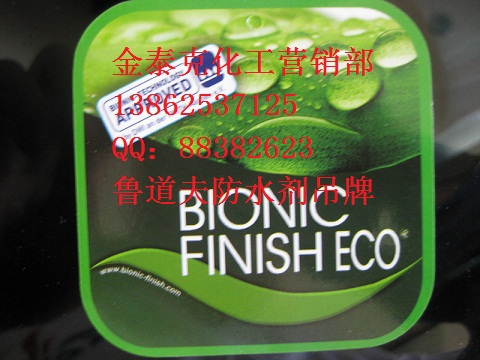 金泰克化工营销部
13862537125
QQ：88382623
鲁道夫防水剂吊牌
APPROVED
BIONIC
FINISH ECO
www.bionic-finish.com